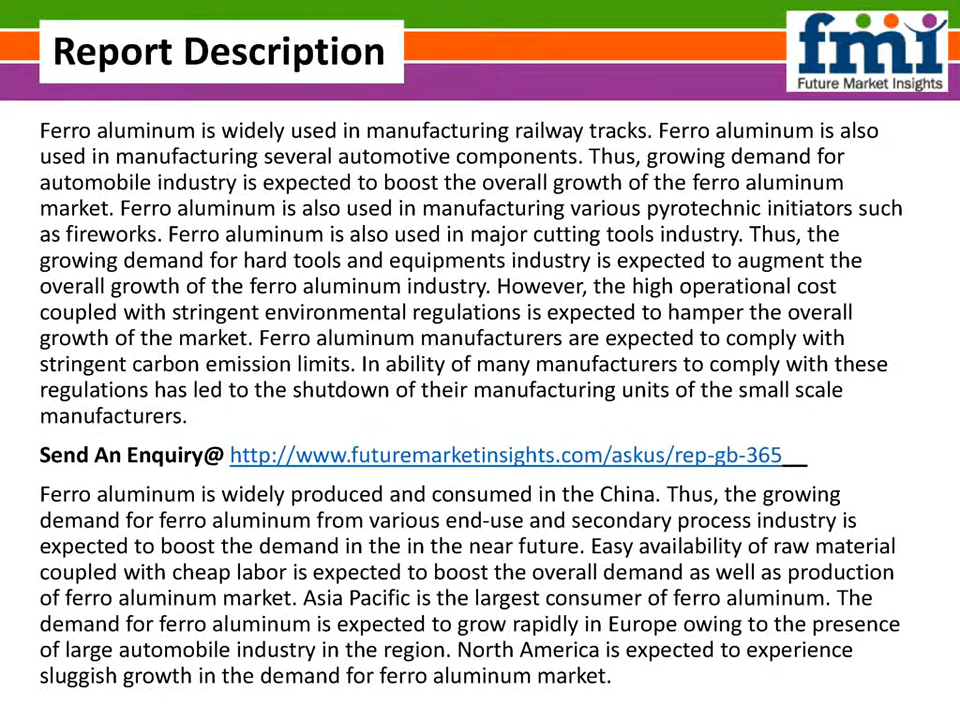 Report Description
fmi
Future Market Insights
Ferro aluminum is widely used in manufacturing railway tracks. Ferro aluminum is also
used in manufacturing several automotive components. Thus, growing demand for
automobile industry is expected to boost the overall growth of the ferro aluminum
market. Ferro aluminum is also used in manufacturing various pyrotechnic initiators such
as fireworks. Ferro aluminum is also used in major cutting tools industry. Thus, the
growing demand for hard tools and equipments industry is expected to augment the
overall growth of the ferro aluminum industry. However, the high operational cost
coupled with stringent environmental regulations is expected to hamper the overall
growth of the market. Ferro aluminum manufacturers are expected to comply with
stringent carbon emission limits. In ability of many manufacturers to comply with these
regulations has led to the shutdown of their manufacturing units of the small scale
manufacturers.
Send An Enquiry@ http://www.futuremarketinsights.com/askus/rep-gb-365__
Ferro aluminum is widely produced and consumed in the China. Thus, the growing
demand for ferro aluminum from various end-use and secondary process industry is
expected to boost the demand in the in the near future. Easy availability of raw material
coupled with cheap labor is expected to boost the overall demand as well as production
of ferro aluminum market. Asia Pacific is the largest consumer of ferro aluminum. The
demand for ferro aluminum is expected to grow rapidly in Europe owing to the presence
of large automobile industry in the region. North America is expected to experience
sluggish growth in the demand for ferro aluminum market.